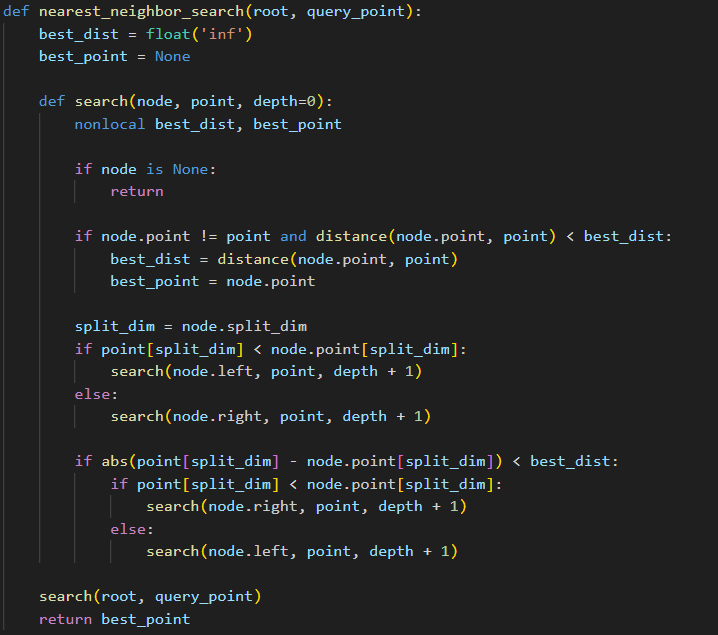 def nearest_neighbor_search(root, query_point):
    best_dist = float('inf')
    best_point = None

    def search(node, point, depth=0):
        nonlocal best_dist, best_point

        if node is None:
            return

        if node.point != point and distance(node.point, point) < best_dist:
            best_dist = distance(node.point, point)
            best_point = node.point

        split_dim = node.split_dim
        if point[split_dim] < node.point[split_dim]:
            search(node.left, point, depth + 1)
        else:
            search(node.right, point, depth + 1)

        if abs(point[split_dim] - node.point[split_dim]) < best_dist:
            if point[split_dim] < node.point[split_dim]:
                search(node.right, point, depth + 1)
            else:
                search(node.left, point, depth + 1)

    search(root, query_point)
    return best_point